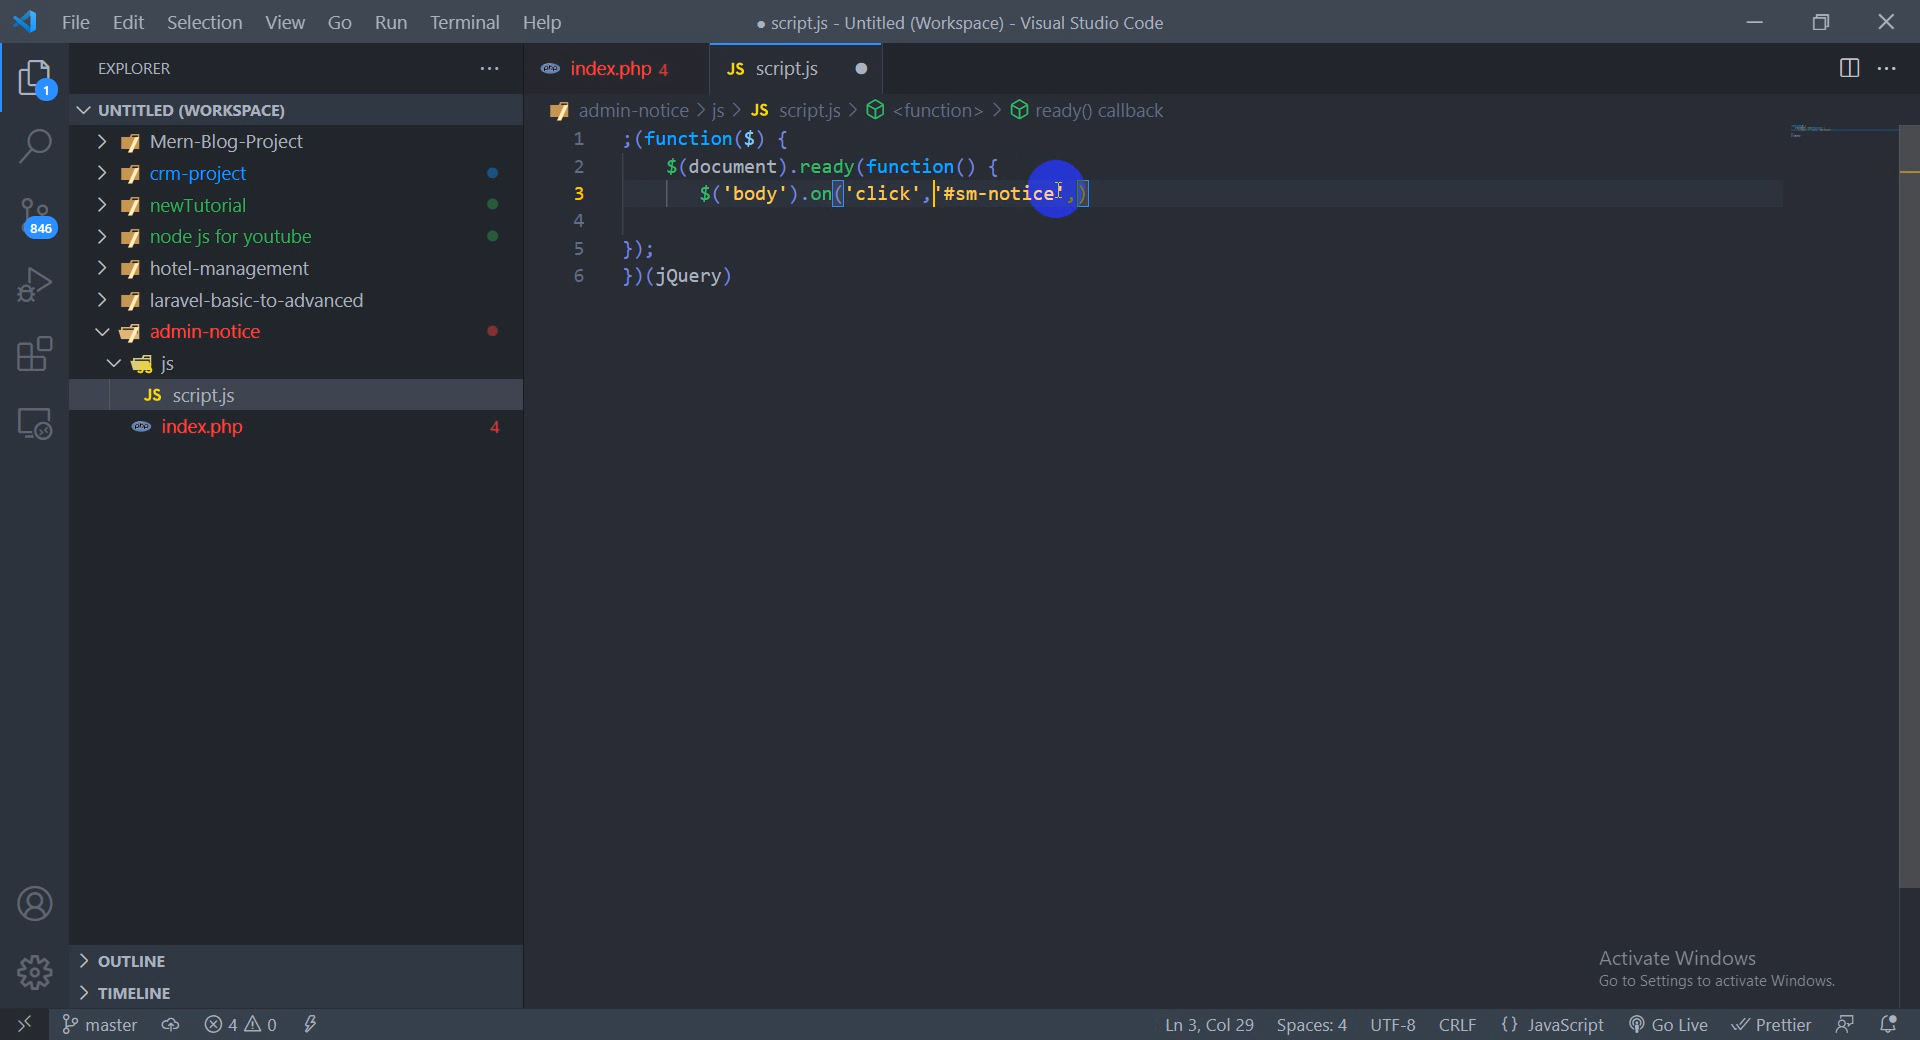 File Edit Selection View Go Run Terminal Help
● script.js - Untitled (Workspace) - Visual Studio Code
EXPLORER
index.php 4
JS script.js
1
UNTITLED (WORKSPACE)
admin-notice > js > JS script.js > <function> > ready() callback
Mern-Blog-Project
crm-project
newTutorial
846
node js for youtube
hotel-management
laravel-basic-to-advanced
admin-notice
js
JS script.js
index.php 4
1 ;(function($) {
2 $(document).ready(function() {
3 $('body').on('click','#sm-notice',)
4
5 });
6 })(jQuery)
Activate Windows
Go to Settings to activate Windows.
OUTLINE
TIMELINE
master 4 0 Ln 3, Col 29 Spaces: 4 UTF-8 CRLF {} JavaScript Go Live Prettier